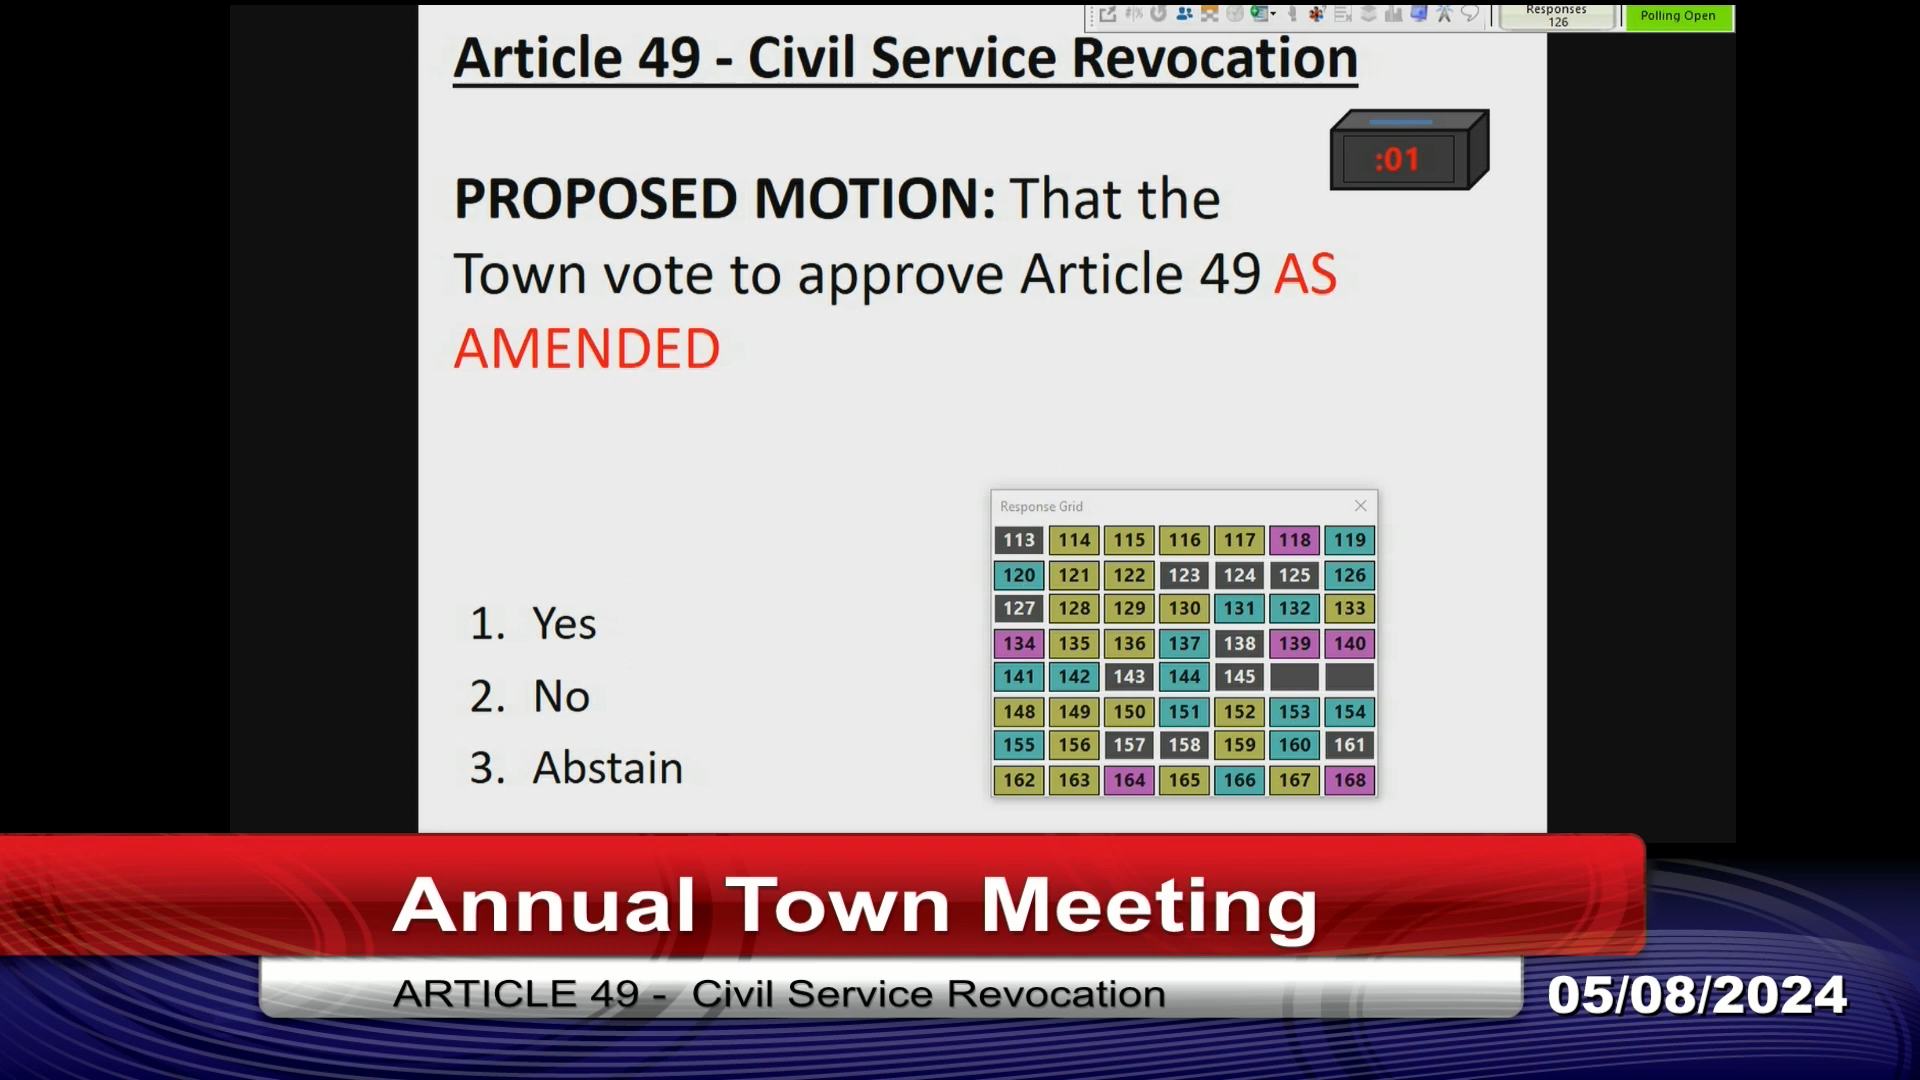 Responses
126
Polling Open
Article 49 - Civil Service Revocation
:01
PROPOSED MOTION: That the
Town vote to approve Article 49 AS
AMENDED
Response Grid
113 114 115 116 117 118 119
120 121 122 123 124 125 126
127 128 129 130 131 132 133
134 135 136 137 138 139 140
141 142 143 144 145
148 149 150 151 152 153 154
155 156 157 158 159 160 161
162 163 164 165 166 167 168
1. Yes
2. No
3. Abstain
Annual Town Meeting
ARTICLE 49 - Civil Service Revocation
05/08/2024